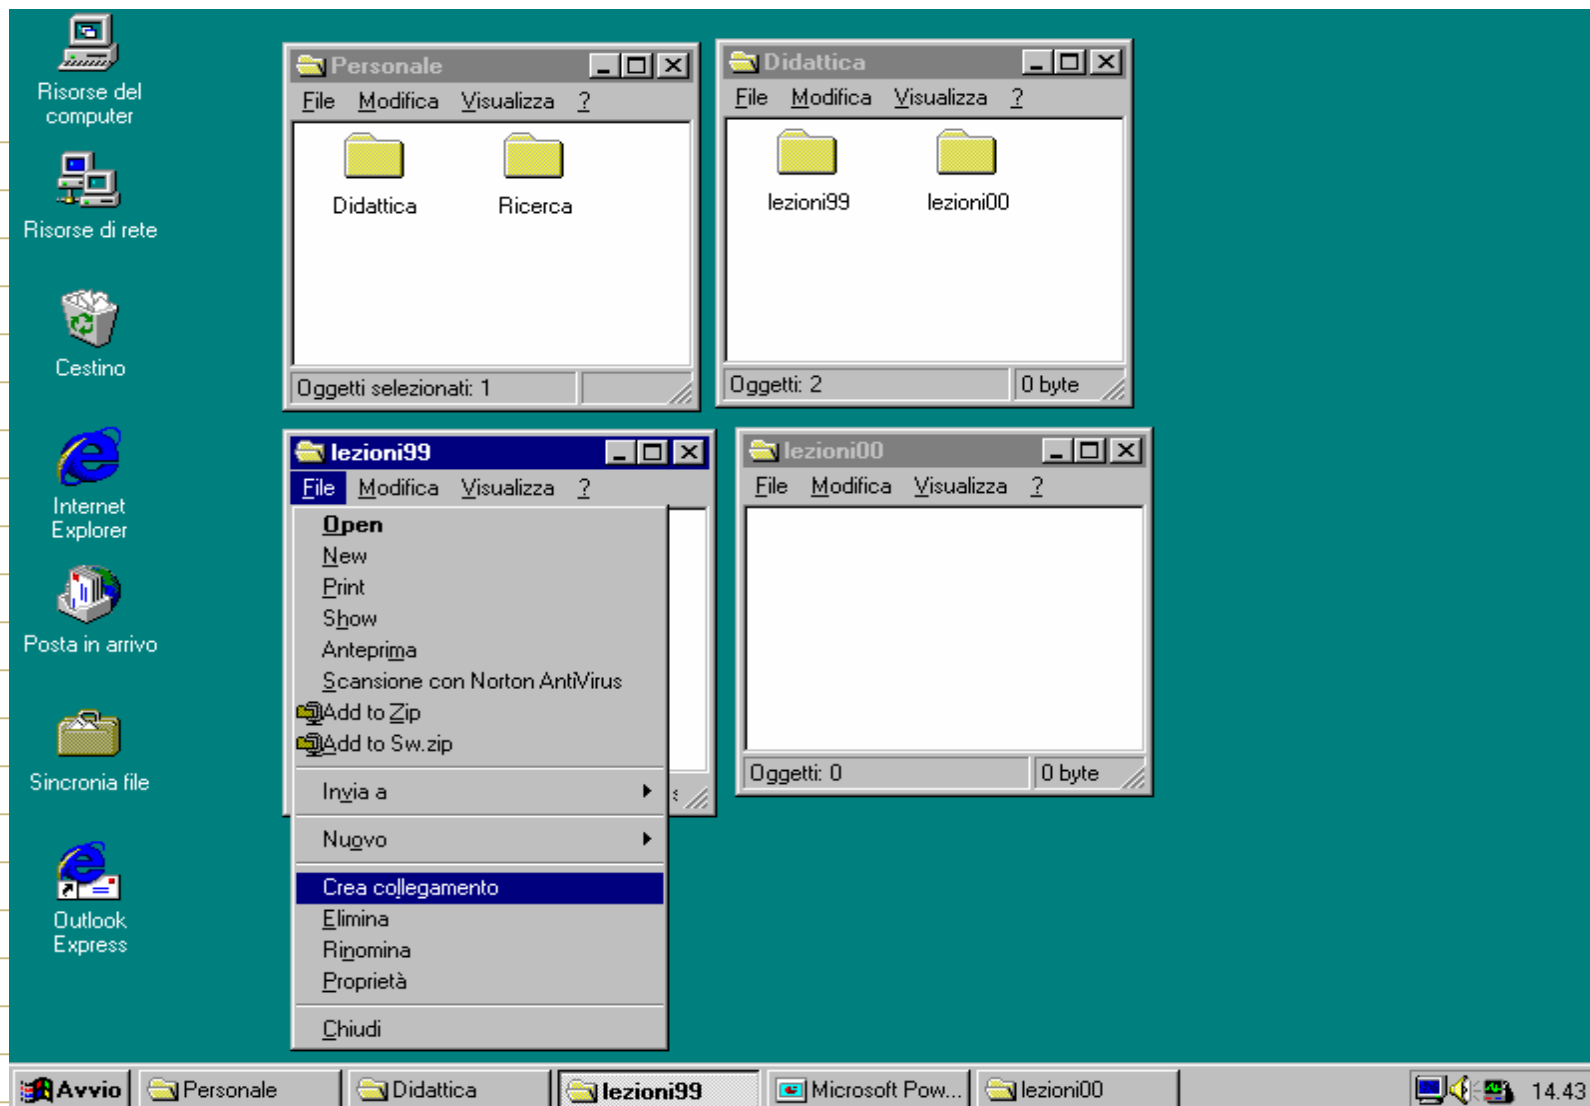 Risorse del
computer
Risorse di rete
Cestino
Internet
Explorer
Posta in arrivo
Sincronia file
Outlook
Express
Personale
File Modifica Visualizza ?
Didattica Ricerca
Oggetti selezionati: 1
Didattica
File Modifica Visualizza ?
lezioni99 lezioni00
Oggetti: 2 0 byte
lezioni99
File Modifica Visualizza ?
Open
New
Print
Show
Anteprima
Scansione con Norton AntiVirus
Add to Zip
Add to Sw.zip
Invia a
Nuovo
Crea collegamento
Elimina
Rinomina
Proprietà
Chiudi
lezioni00
File Modifica Visualizza ?
Oggetti: 0 0 byte
Avvio Personale Didattica lezioni99 Microsoft Pow... lezioni00 14.43